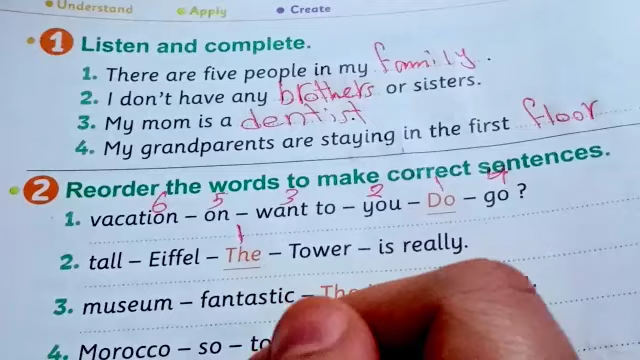 Understand Apply Create
1 Listen and complete.
1. There are five people in my family.
2. I don't have any brothers or sisters.
3. My mom is a dentist
4. My grandparents are staying in the first floor
2 Reorder the words to make correct sentences.
6 5 3 2 1 4
1. vacation – on – want to – you – Do – go ?
1
2. tall – Eiffel – The – Tower – is really.
3. museum – fantastic – The
4. Morocco – so – to